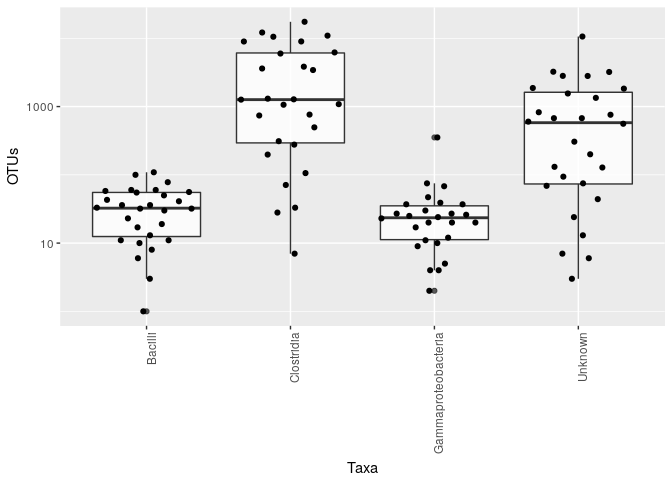 OTUs
1000
10
Bacilli
Clostridia
Gammaproteobacteria
Unknown
Taxa